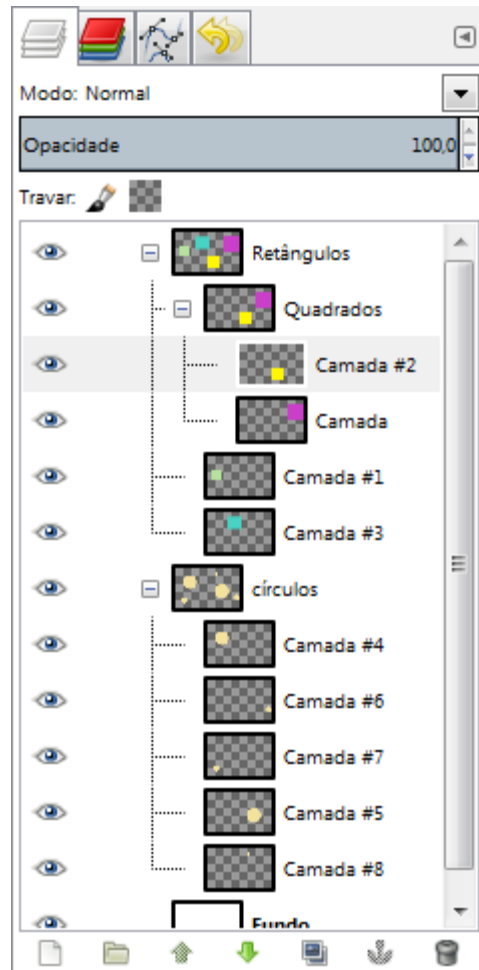 Modo: Normal
Opacidade 100,0
Travar:
Retângulos
Quadrados
Camada #2
Camada
Camada #1
Camada #3
círculos
Camada #4
Camada #6
Camada #7
Camada #5
Camada #8
Fundo